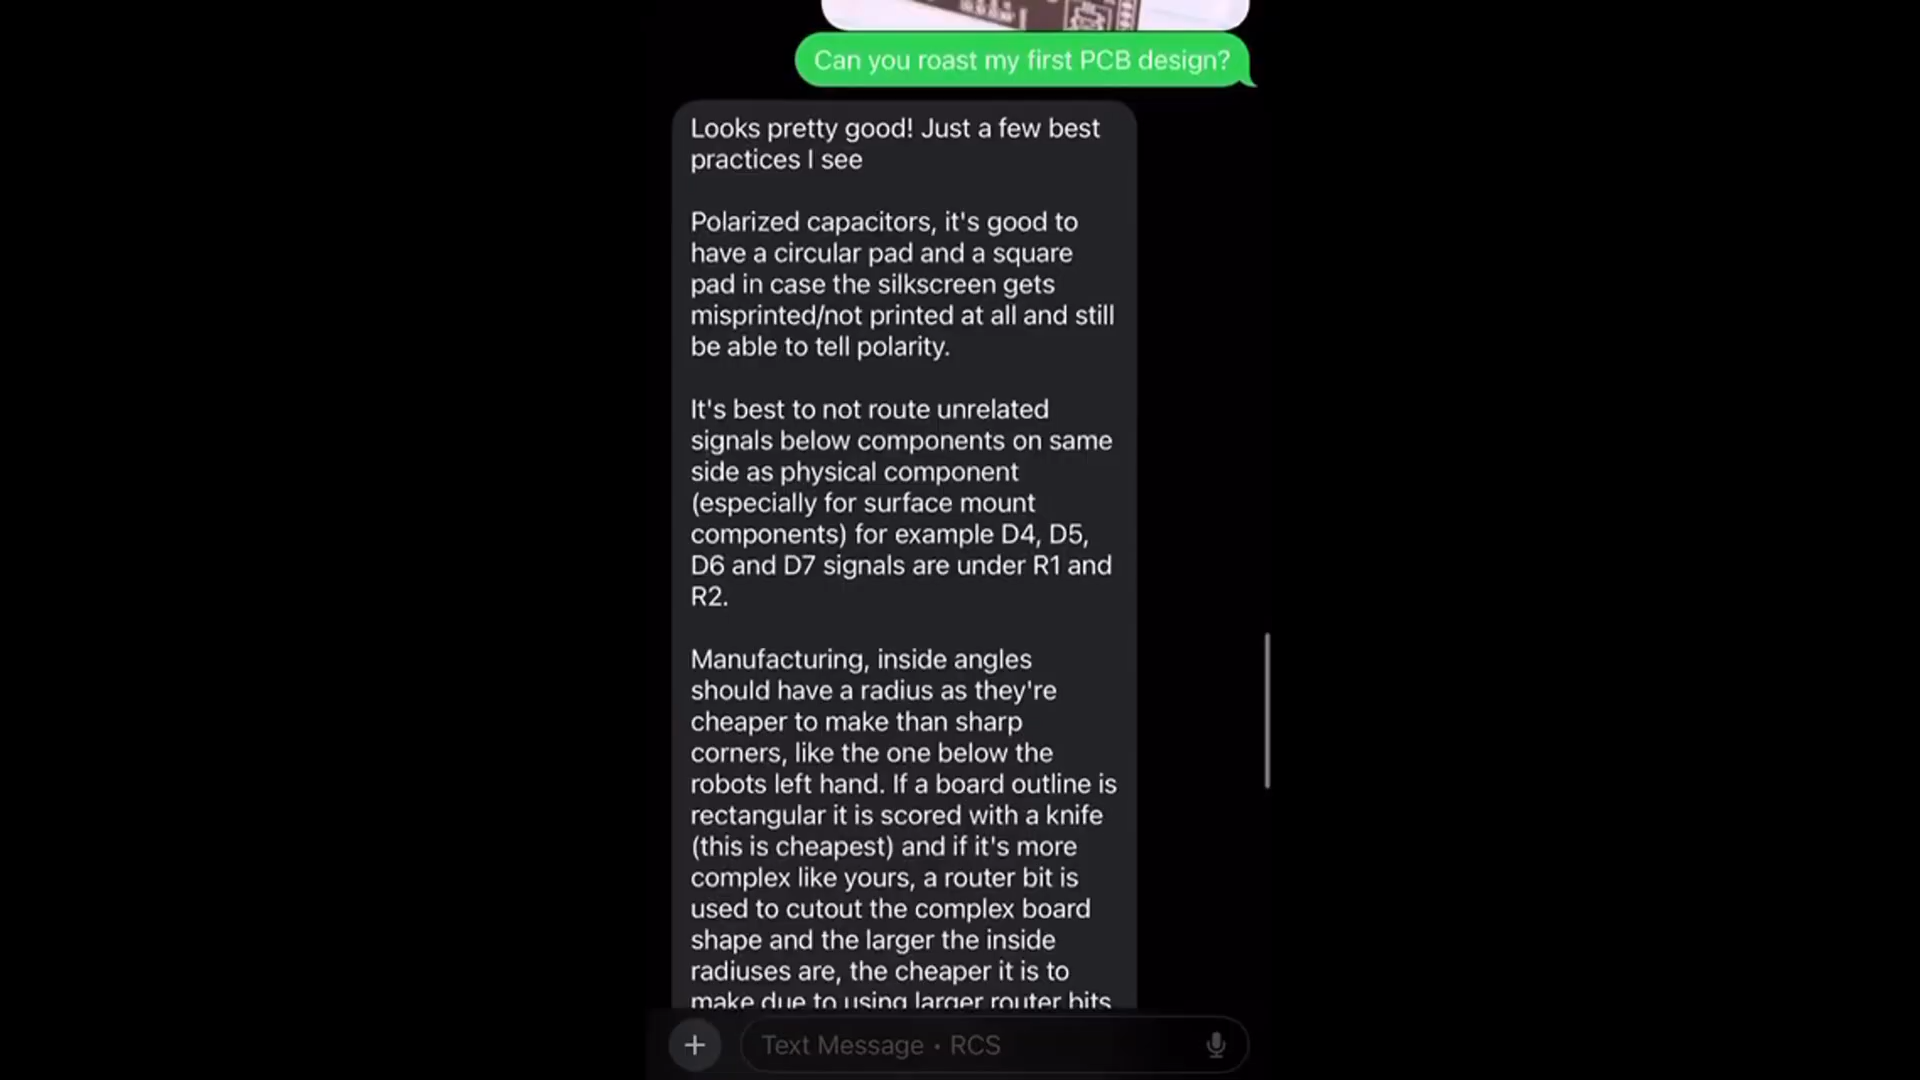 Can you roast my first PCB design?
Looks pretty good! Just a few best
practices I see
Polarized capacitors, it's good to
have a circular pad and a square
pad in case the silkscreen gets
misprinted/not printed at all and still
be able to tell polarity.
It's best to not route unrelated
signals below components on same
side as physical component
(especially for surface mount
components) for example D4, D5,
D6 and D7 signals are under R1 and
R2.
Manufacturing, inside angles
should have a radius as they're
cheaper to make than sharp
corners, like the one below the
robots left hand. If a board outline is
rectangular it is scored with a knife
(this is cheapest) and if it's more
complex like yours, a router bit is
used to cutout the complex board
shape and the larger the inside
radiuses are, the cheaper it is to
make due to using larger router bits
Text Message • RCS